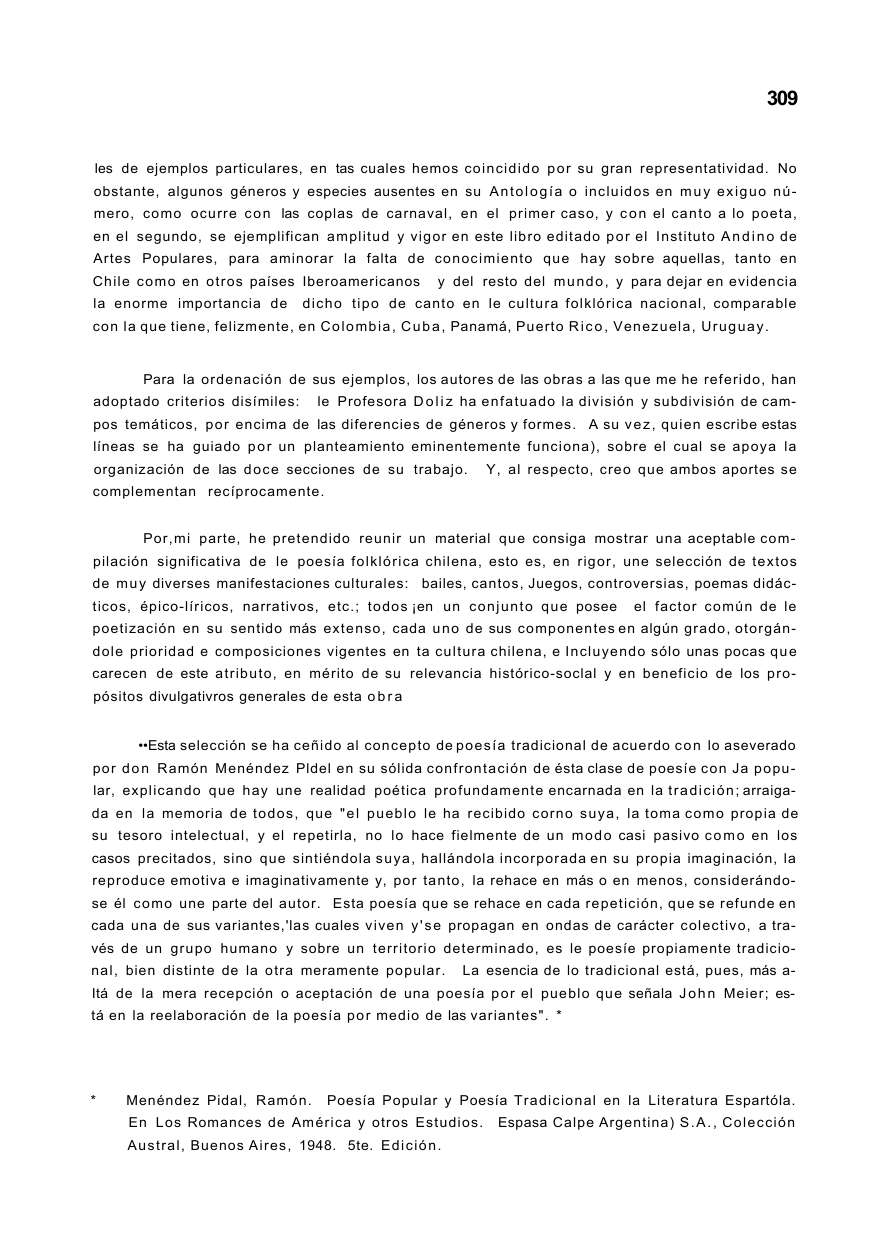 309
les de ejemplos particulares, en tas cuales hemos coincidido por su gran representatividad. No
obstante, algunos géneros y especies ausentes en su Antología o incluidos en muy exiguo nú-
mero, como ocurre con las coplas de carnaval, en el primer caso, y con el canto a lo poeta,
en el segundo, se ejemplifican amplitud y vigor en este libro editado por el Instituto Andino de
Artes Populares, para aminorar la falta de conocimiento que hay sobre aquellas, tanto en
Chile como en otros países lberoamericanos y del resto del mundo, y para dejar en evidencia
la enorme importancia de dicho tipo de canto en le cultura folklórica nacional, comparable
con la que tiene, felizmente, en Colombia, Cuba, Panamá, Puerto Rico, Venezuela, Uruguay.
Para la ordenación de sus ejemplos, los autores de las obras a las que me he referido, han
adoptado criterios disímiles: le Profesora Doliz ha enfatuado la división y subdivisión de cam-
pos temáticos, por encima de las diferencies de géneros y formes. A su vez, quien escribe estas
líneas se ha guiado por un planteamiento eminentemente funciona), sobre el cual se apoya la
organización de las doce secciones de su trabajo. Y, al respecto, creo que ambos aportes se
complementan recíprocamente.
Por,mi parte, he pretendido reunir un material que consiga mostrar una aceptable com-
pilación significativa de le poesía folklórica chilena, esto es, en rigor, une selección de textos
de muy diverses manifestaciones culturales: bailes, cantos, Juegos, controversias, poemas didác-
ticos, épico-líricos, narrativos, etc.; todos ¡en un conjunto que posee el factor común de le
poetización en su sentido más extenso, cada uno de sus componentes en algún grado, otorgán-
dole prioridad e composiciones vigentes en ta cultura chilena, e Incluyendo sólo unas pocas que
carecen de este atributo, en mérito de su relevancia histórico-soclal y en beneficio de los pro-
pósitos divulgativros generales de esta obra
••Esta selección se ha ceñido al concepto de poesía tradicional de acuerdo con lo aseverado
por don Ramón Menéndez Pldel en su sólida confrontación de ésta clase de poesíe con Ja popu-
lar, explicando que hay une realidad poética profundamente encarnada en la tradición; arraiga-
da en la memoria de todos, que "el pueblo le ha recibido corno suya, la toma como propia de
su tesoro intelectual, y el repetirla, no lo hace fielmente de un modo casi pasivo como en los
casos precitados, sino que sintiéndola suya, hallándola incorporada en su propia imaginación, la
reproduce emotiva e imaginativamente y, por tanto, la rehace en más o en menos, considerándo-
se él como une parte del autor. Esta poesía que se rehace en cada repetición, que se refunde en
cada una de sus variantes,'las cuales viven y'se propagan en ondas de carácter colectivo, a tra-
vés de un grupo humano y sobre un territorio determinado, es le poesíe propiamente tradicio-
nal, bien distinte de la otra meramente popular. La esencia de lo tradicional está, pues, más a-
ltá de la mera recepción o aceptación de una poesía por el pueblo que señala John Meier; es-
tá en la reelaboración de la poesía por medio de las variantes". *
* Menéndez Pidal, Ramón. Poesía Popular y Poesía Tradicional en la Literatura Espartóla.
En Los Romances de América y otros Estudios. Espasa Calpe Argentina) S.A., Colección
Austral, Buenos Aires, 1948. 5te. Edición.